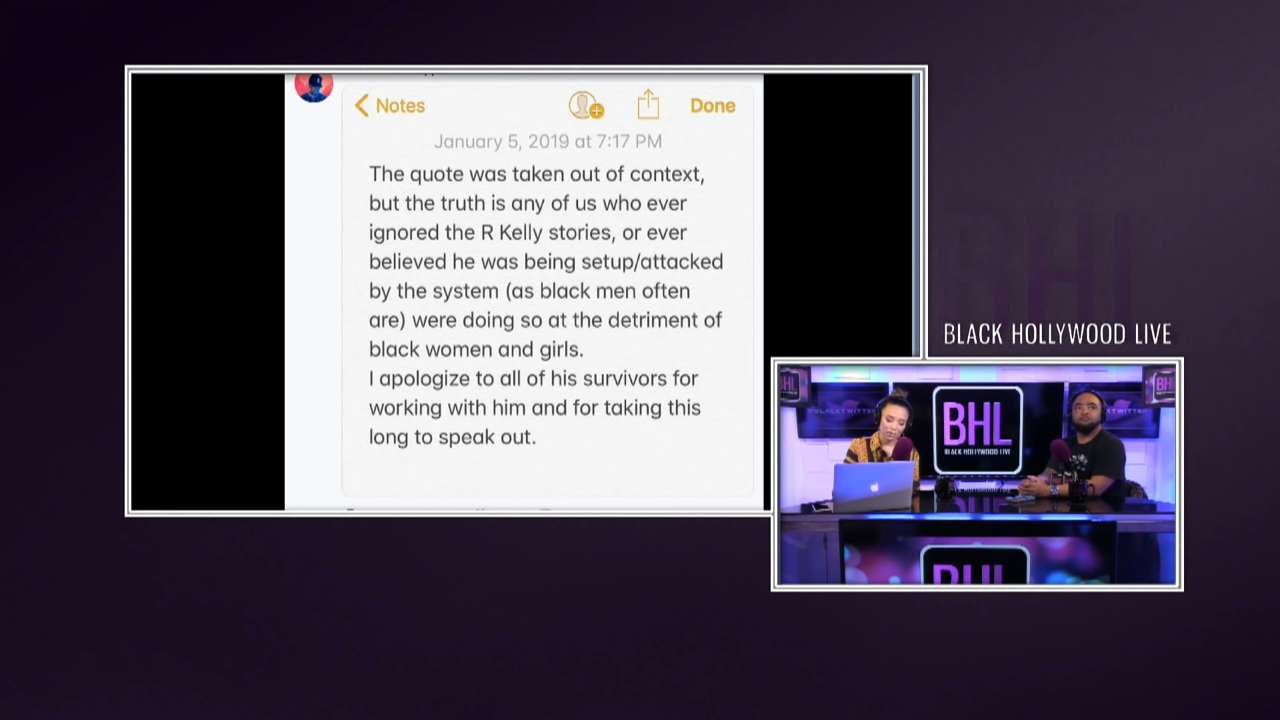 Notes
Done
January 5, 2019 at 7:17 PM
The quote was taken out of context,
but the truth is any of us who ever
ignored the R Kelly stories, or ever
believed he was being setup/attacked
by the system (as black men often
are) were doing so at the detriment of
black women and girls.
I apologize to all of his survivors for
working with him and for taking this
long to speak out.
BHL
BLACK HOLLYWOOD LIVE
BHL
BHL
BLACK HOLLYWOOD LIVE
BHL